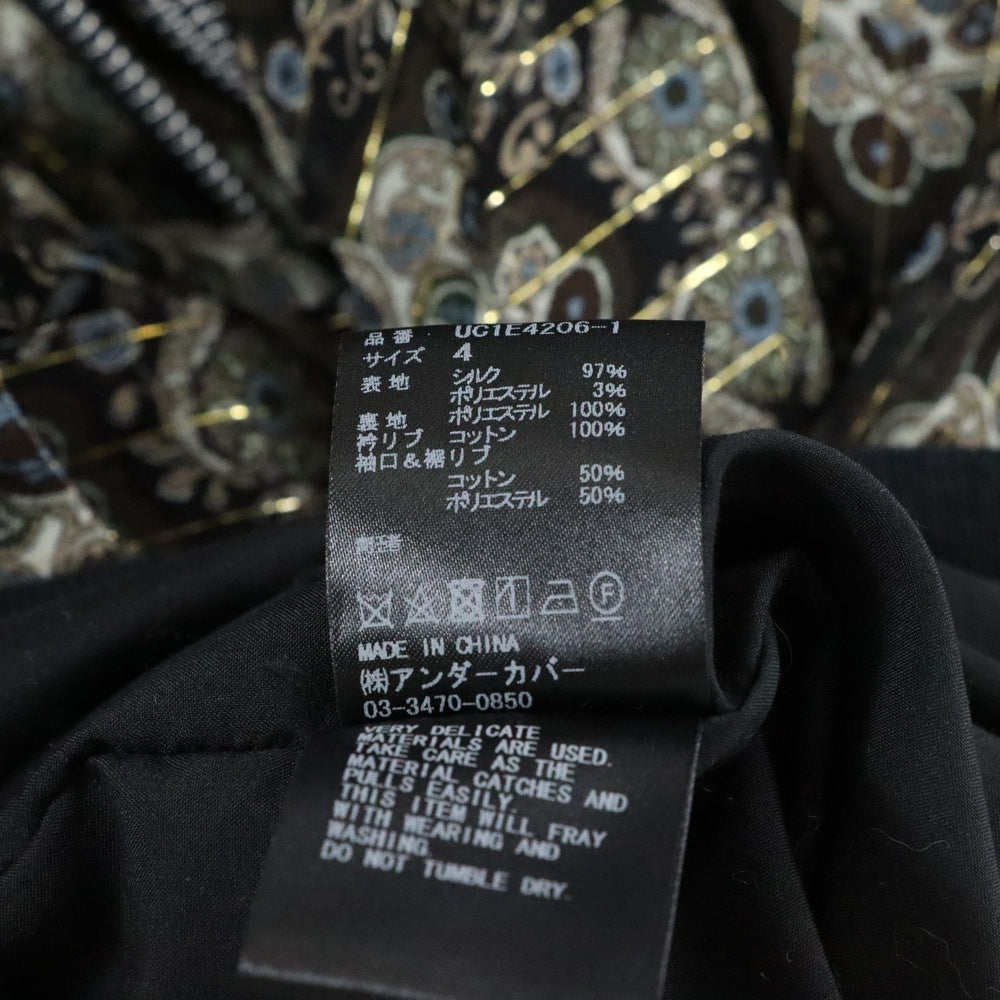 品番 UC1E4206-1
サイズ 4
表地 シルク 97%
ポリエステル 3%
裏地 ポリエステル 100%
衿リブ コットン 100%
袖口&裾リブ
コットン 50%
ポリエステル 50%
F
MADE IN CHINA
㈱アンダーカバー
03-3470-0850
VERY DELICATE
MATERIALS ARE USED.
TAKE CARE AS THE
MATERIAL CATCHES AND
PULLS EASILY.
THIS ITEM WILL FRAY
WITH WEARING AND
WASHING.
DO NOT TUMBLE DRY.